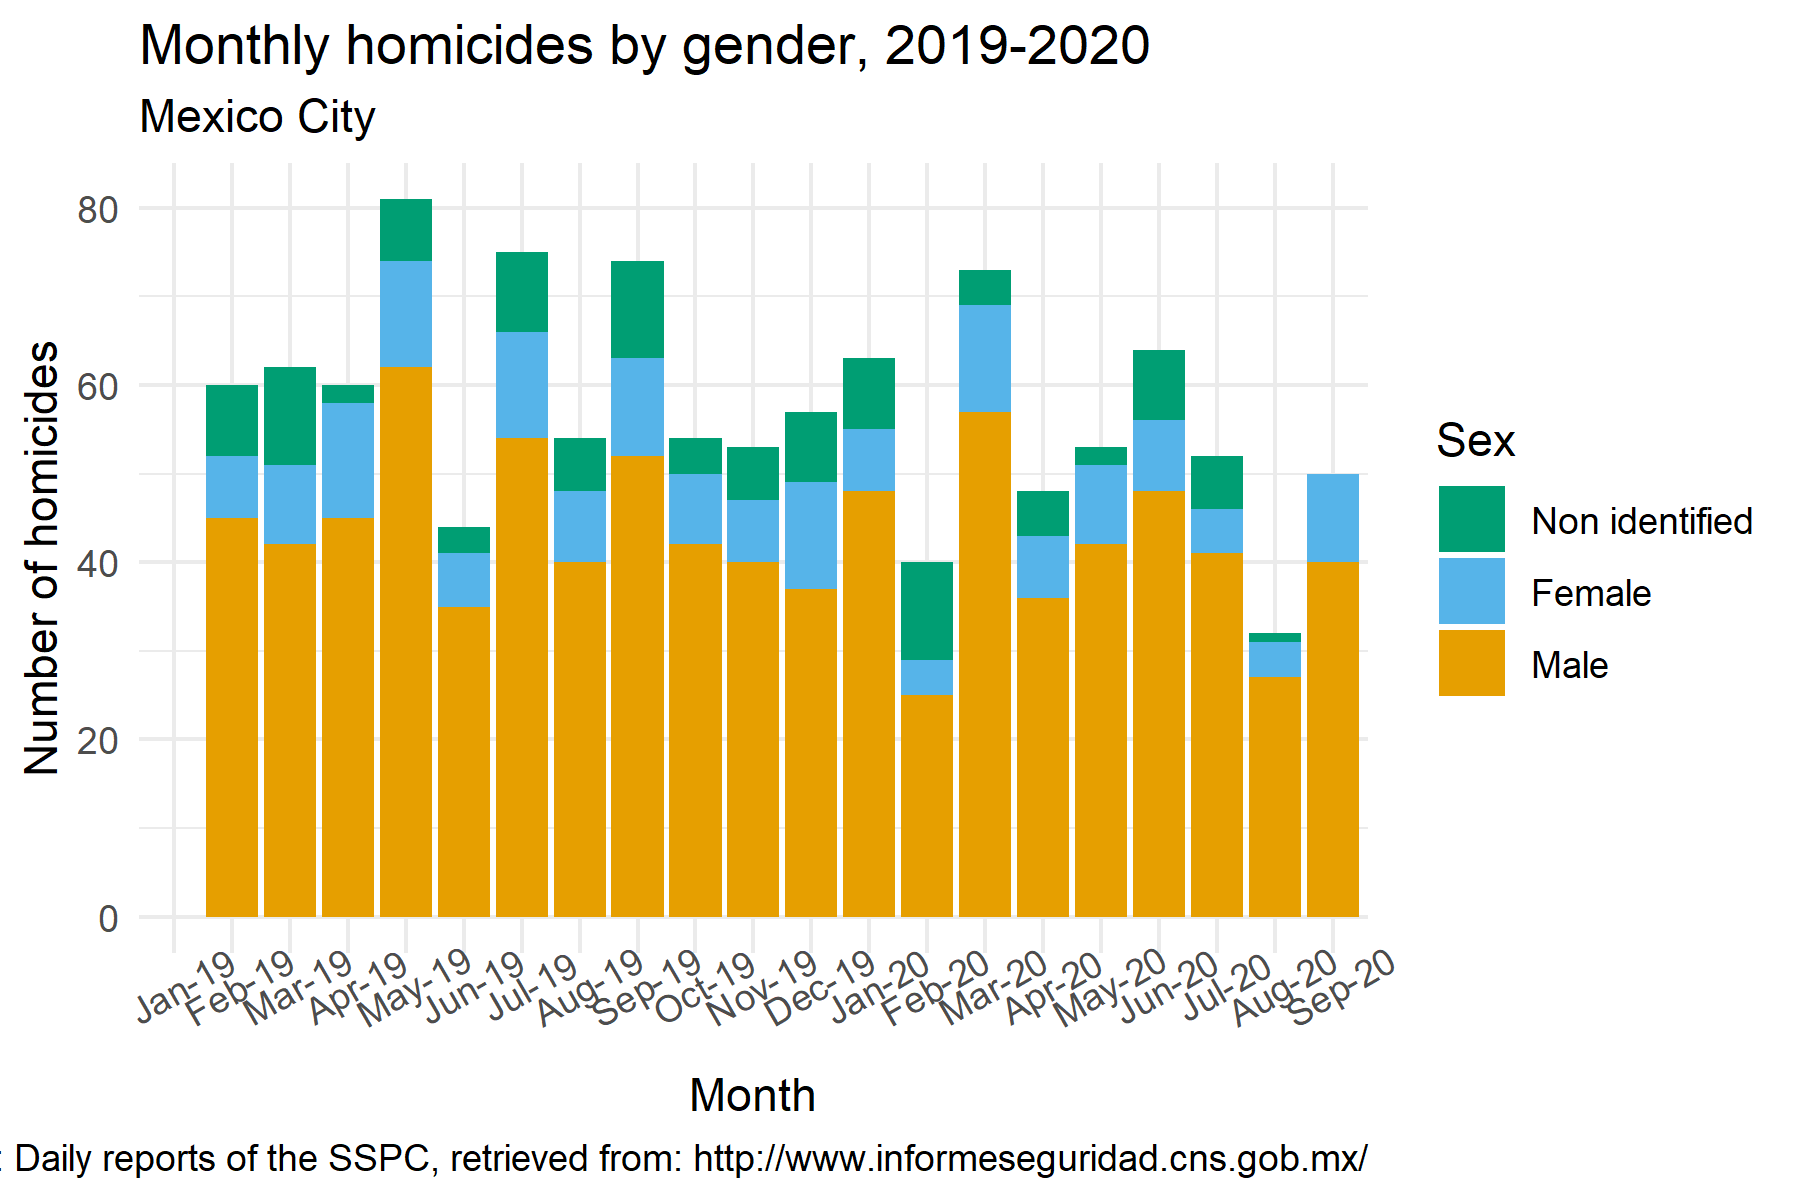 Monthly homicides by gender, 2019-2020
Mexico City
Number of homicides
80
60
40
20
0
Jan-19
Feb-19
Mar-19
Apr-19
May-19
Jun-19
Jul-19
Aug-19
Sep-19
Oct-19
Nov-19
Dec-19
Jan-20
Feb-20
Mar-20
Apr-20
May-20
Jun-20
Jul-20
Aug-20
Sep-20
Month
Sex
Non identified
Female
Male
: Daily reports of the SSPC, retrieved from: http://www.informeseguridad.cns.gob.mx/